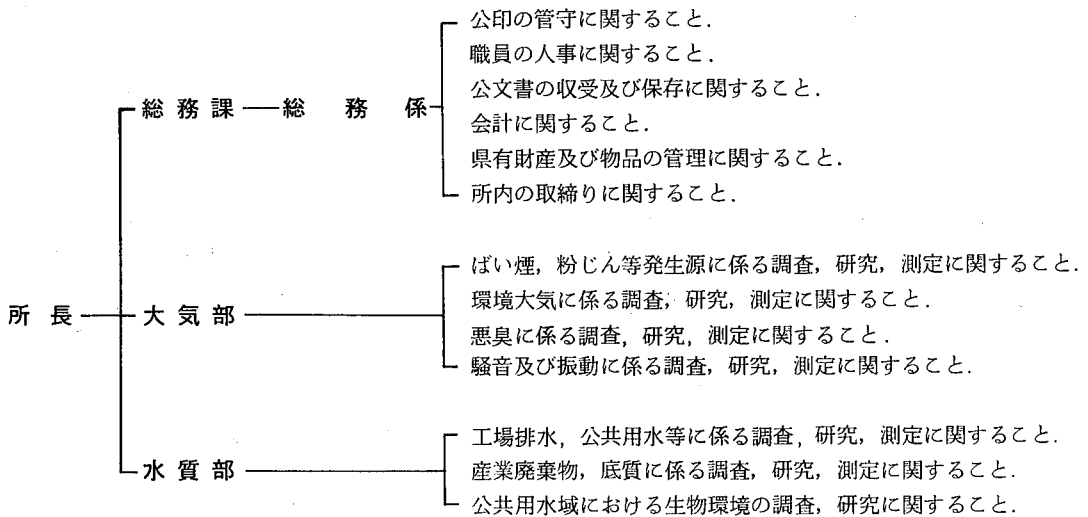 公印の管守に関すること.
職員の人事に関すること.
公文書の収受及び保存に関すること.
総務課 総務係
会計に関すること.
県有財産及び物品の管理に関すること.
所内の取締りに関すること.
ばい煙, 粉じん等発生源に係る調査, 研究, 測定に関すること.
環境大気に係る調査, 研究, 測定に関すること.
所長 大気部
悪臭に係る調査, 研究, 測定に関すること.
騒音及び振動に係る調査, 研究, 測定に関すること.
工場排水, 公共用水等に係る調査, 研究, 測定に関すること.
水質部
産業廃棄物, 底質に係る調査, 研究, 測定に関すること.
公共用水域における生物環境の調査, 研究に関すること.